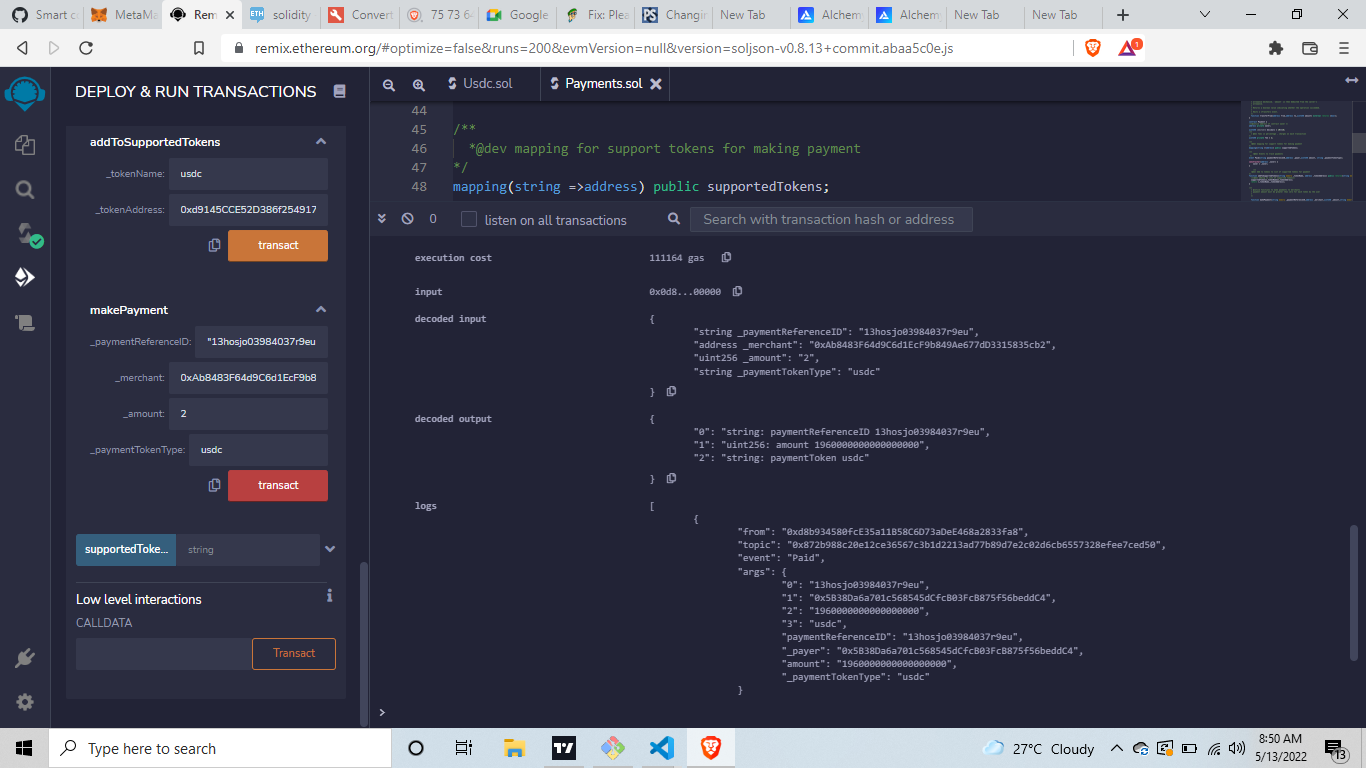 Smart co
MetaMa
Rem
solidity
Convert
75 73 64
Google
Fix: Plea
Changin
New Tab
Alchem
Alchemy
New Tab
New Tab
remix.ethereum.org/#optimize=false&runs=200&evmVersion=null&version=soljson-v0.8.13+commit.abaa5c0e.js
1
DEPLOY & RUN TRANSACTIONS
addToSupportedTokens
_tokenName:
usdc
_tokenAddress:
0xd9145CCE52D386f254917
transact
makePayment
_paymentReferenceID:
"13hosjo03984037r9eu
_merchant:
0xAb8483F64d9C6d1EcF9b8
_amount:
2
_paymentTokenType:
usdc
transact
supportedToke...
string
Low level interactions
CALLDATA
Transact
Usdc.sol
Payments.sol
44
45 /**
46 *@dev mapping for support tokens for making payment
47 */
48 mapping(string =>address) public supportedTokens;
0
listen on all transactions
Search with transaction hash or address
execution cost 111164 gas
input 0x0d8...00000
decoded input {
"string _paymentReferenceID": "13hosjo03984037r9eu",
"address _merchant": "0xAb8483F64d9C6d1EcF9b849Ae677dD3315835cb2",
"uint256 _amount": "2",
"string _paymentTokenType": "usdc"
}
decoded output {
"0": "string: paymentReferenceID 13hosjo03984037r9eu",
"1": "uint256: amount 1960000000000000000",
"2": "string: paymentToken usdc"
}
logs [
{
"from": "0xd8b934580fcE35a11B58C6D73aDeE468a2833fa8",
"topic": "0x872b988c20e12ce36567c3b1d2213ad77b89d7e2c02d6cb6557328efee7ced50",
"event": "Paid",
"args": {
"0": "13hosjo03984037r9eu",
"1": "0x5B38Da6a701c568545dCfcB03FcB875f56beddC4",
"2": "1960000000000000000",
"3": "usdc",
"paymentReferenceID": "13hosjo03984037r9eu",
"_payer": "0x5B38Da6a701c568545dCfcB03FcB875f56beddC4",
"amount": "1960000000000000000",
"_paymentTokenType": "usdc"
}
>
Type here to search
27°C Cloudy
8:50 AM
5/13/2022
13